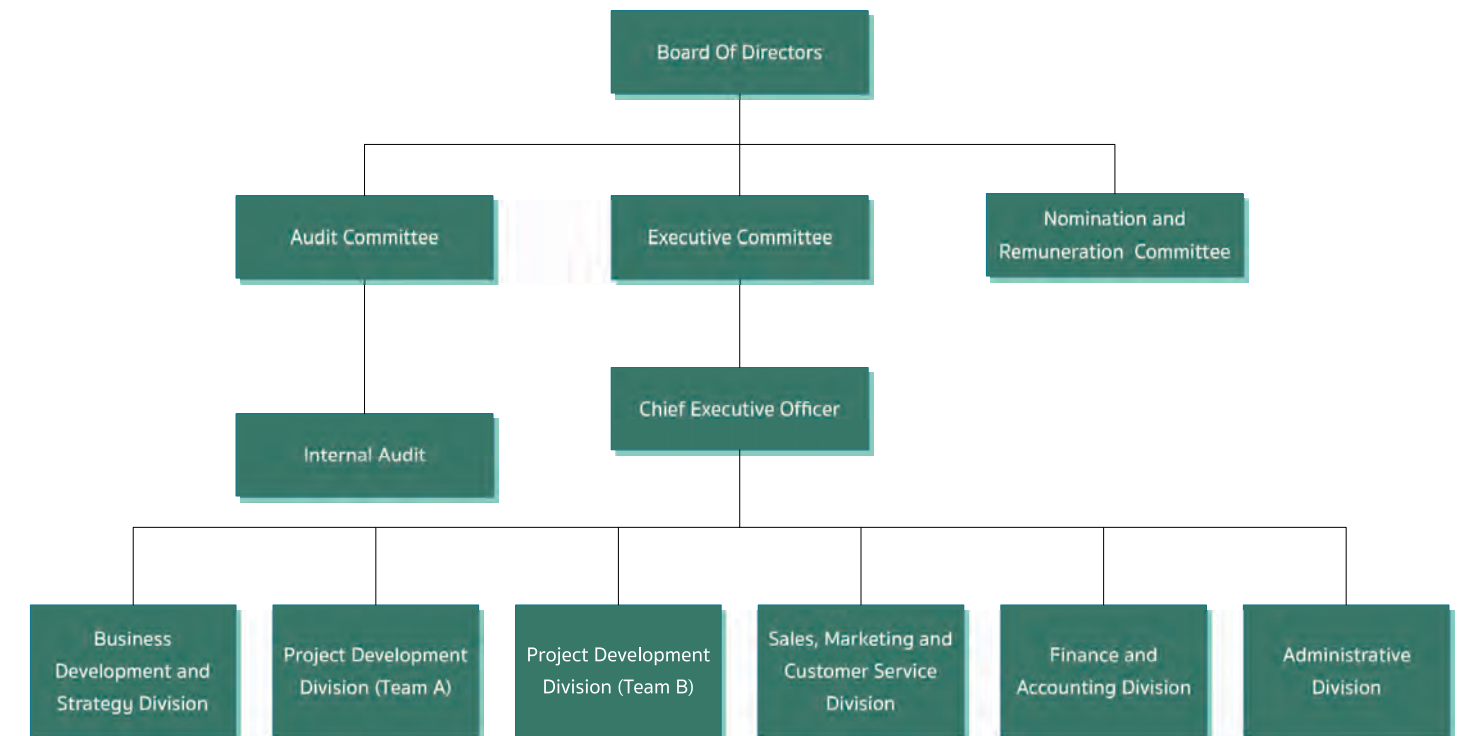 Board Of Directors
Audit Committee
Executive Committee
Nomination and
Remuneration Committee
Chief Executive Officer
Internal Audit
Business
Development and
Strategy Division
Project Development
Division (Team A)
Project Development
Division (Team B)
Sales, Marketing and
Customer Service
Division
Finance and
Accounting Division
Administrative
Division